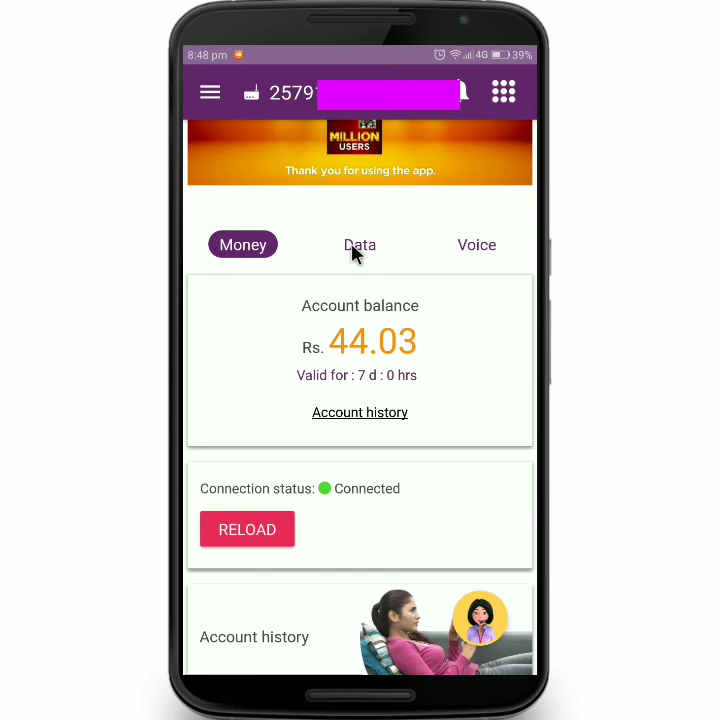 8:48 pm 4G 39%
2579
MILLION
USERS
Thank you for using the app.
Money Data Voice
Account balance
Rs. 44.03
Valid for : 7 d : 0 hrs
Account history
Connection status: Connected
RELOAD
Account history